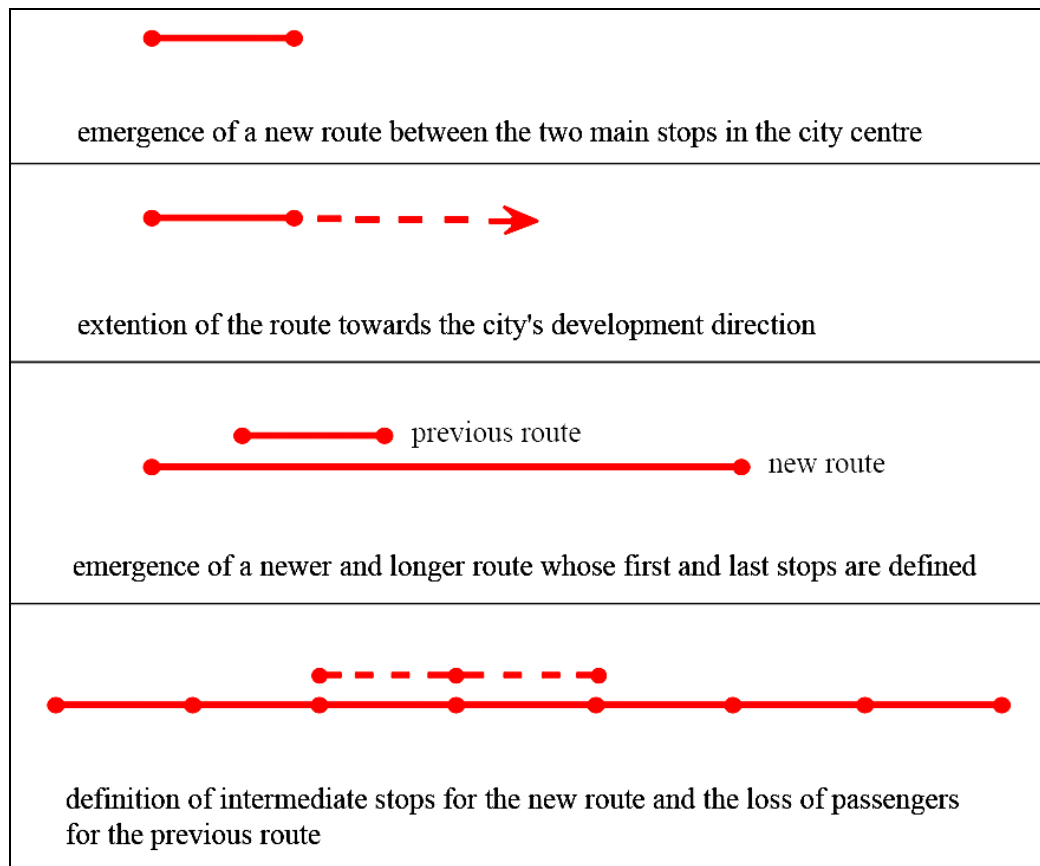 emergence of a new route between the two main stops in the city centre
extention of the route towards the city's development direction
previous route
new route
emergence of a newer and longer route whose first and last stops are defined
definition of intermediate stops for the new route and the loss of passengers
for the previous route